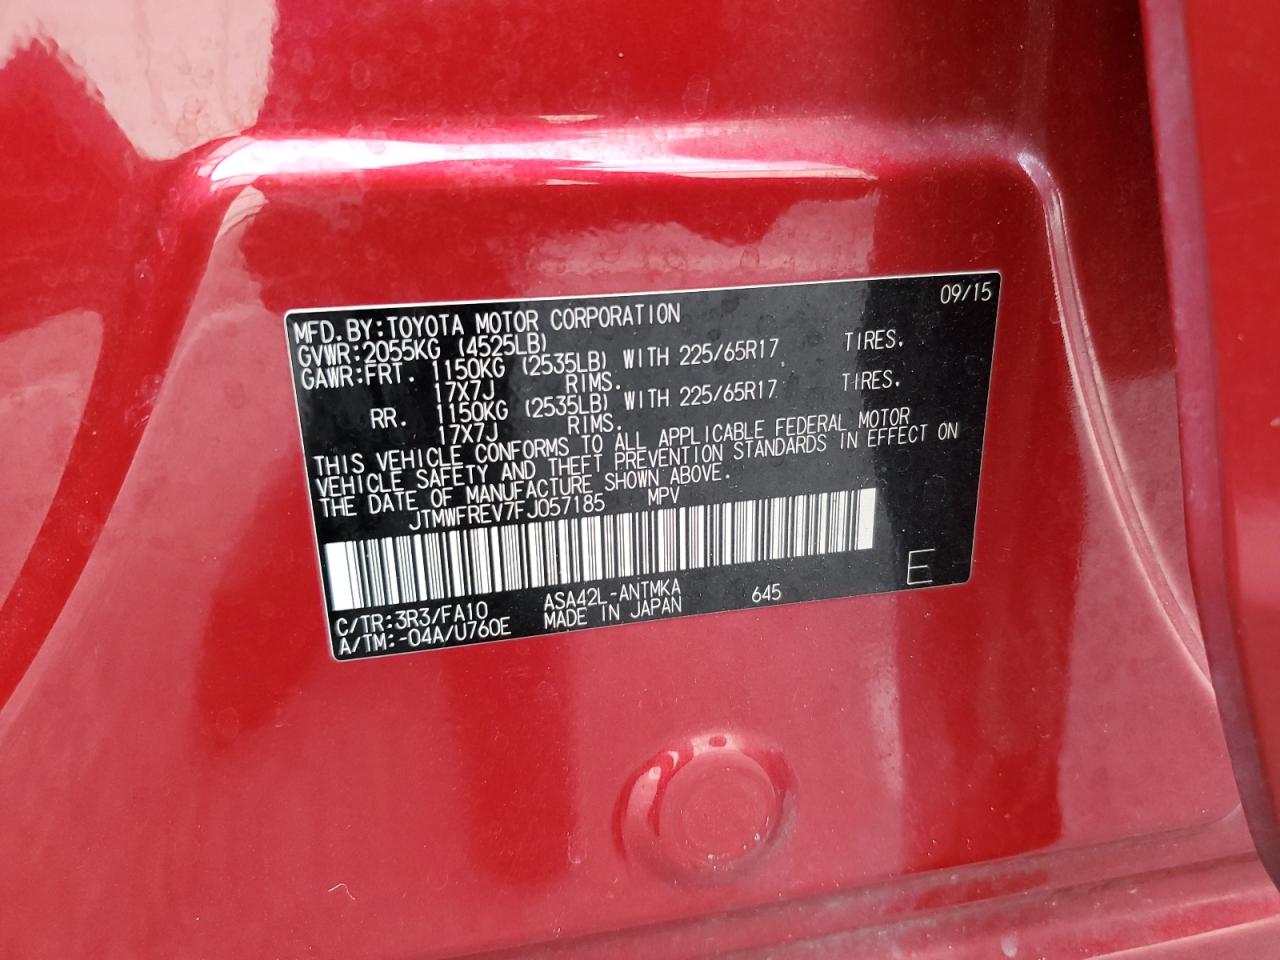 09/15
MFD.BY:TOYOTA MOTOR CORPORATION
GVWR:2055KG (4525LB)
GAWR:FRT. 1150KG (2535LB) WITH 225/65R17 TIRES.
17X7J RIMS.
RR. 1150KG (2535LB) WITH 225/65R17 TIRES.
17X7J RIMS.
THIS VEHICLE CONFORMS TO ALL APPLICABLE FEDERAL MOTOR
VEHICLE SAFETY AND THEFT PREVENTION STANDARDS IN EFFECT ON
THE DATE OF MANUFACTURE SHOWN ABOVE.
JTMWFREV7FJ057185 MPV
E
C/TR:3R3/FA10 ASA42L-ANTMKA 645
A/TM:-04A/U760E MADE IN JAPAN